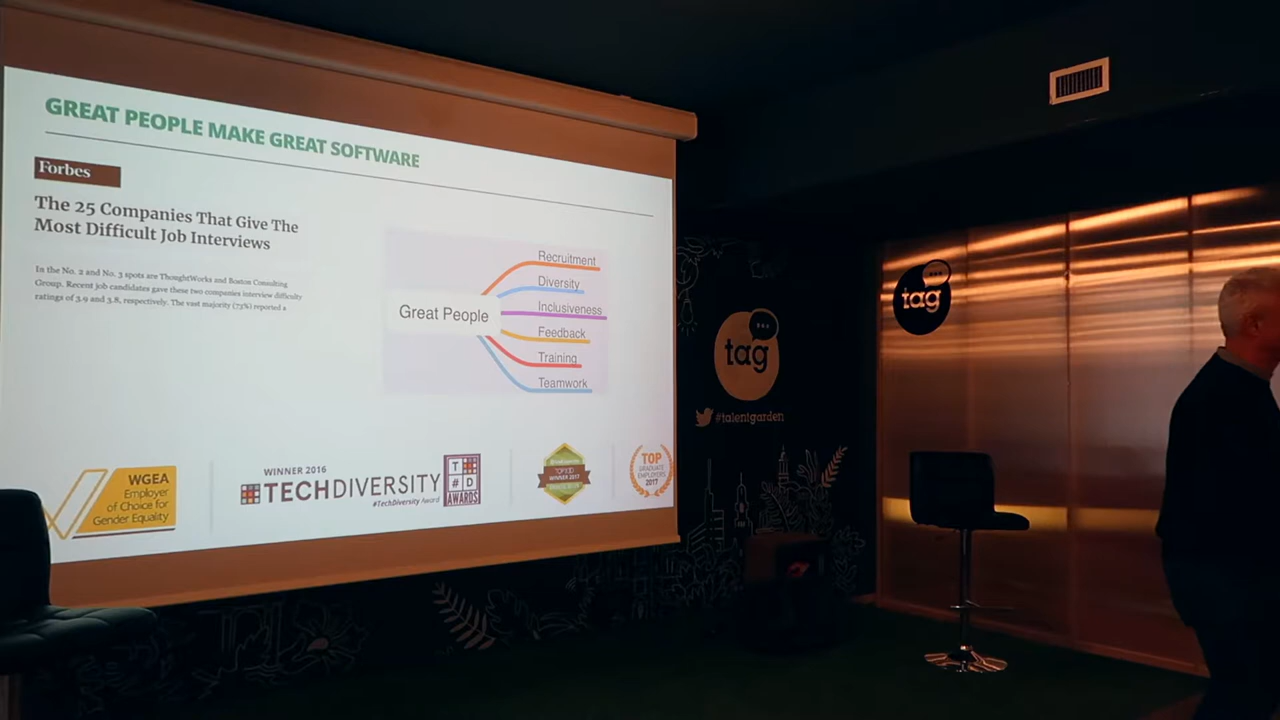 GREAT PEOPLE MAKE GREAT SOFTWARE
Forbes
The 25 Companies That Give The
Most Difficult Job Interviews
In the No. 2 and No. 3 spots are ThoughtWorks and Boston Consulting
Group. Recent job candidates gave these two companies interview difficulty
ratings of 3.9 and 3.8, respectively. The vast majority (73%) reported a
Great People
Recruitment
Diversity
Inclusiveness
Feedback
Training
Teamwork
WGEA
Employer
of Choice for
Gender Equality
WINNER 2016
TECHDIVERSITY
#TechDiversity Award
T
# D
AWARDS
TOP
GRADUATE
EMPLOYERS
2017
tag
#talentgarden
tag